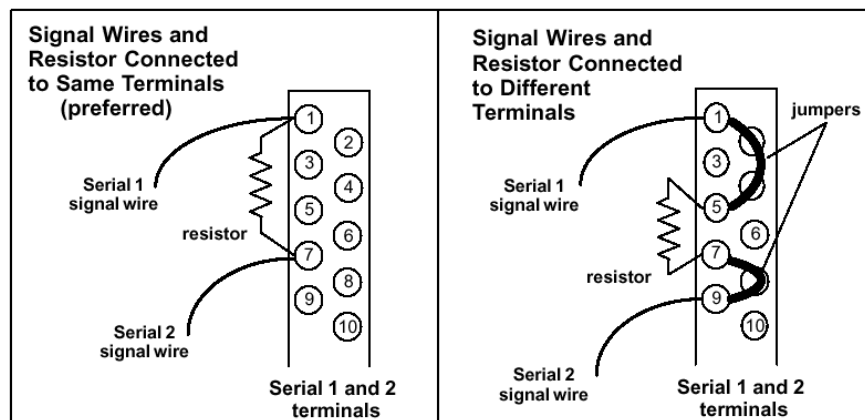 Signal Wires and
Resistor Connected
to Same Terminals
(preferred)
1
2
3
4
5
6
7
8
9
10
Serial 1
signal wire
resistor
Serial 2
signal wire
Serial 1 and 2
terminals
Signal Wires and
Resistor Connected
to Different
Terminals
jumpers
1
3
5
6
7
9
10
Serial 1
signal wire
resistor
Serial 2
signal wire
Serial 1 and 2
terminals